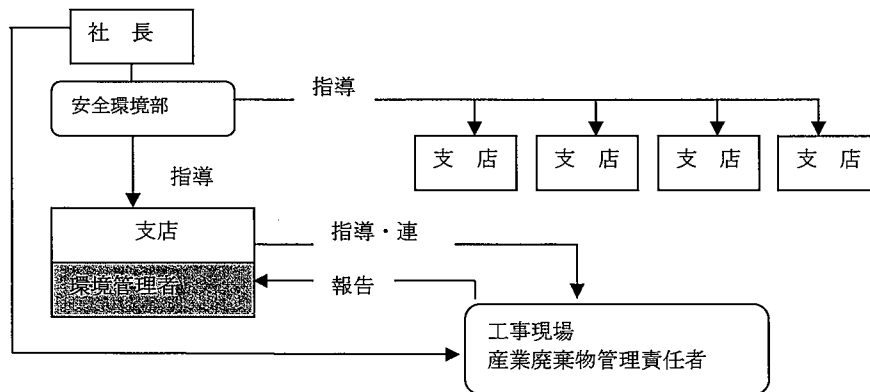 社　長
安全環境部
指導
支　店
支　店
支　店
支　店
指導
支店
指導・連
環境管理者
報告
工事現場
産業廃棄物管理責任者